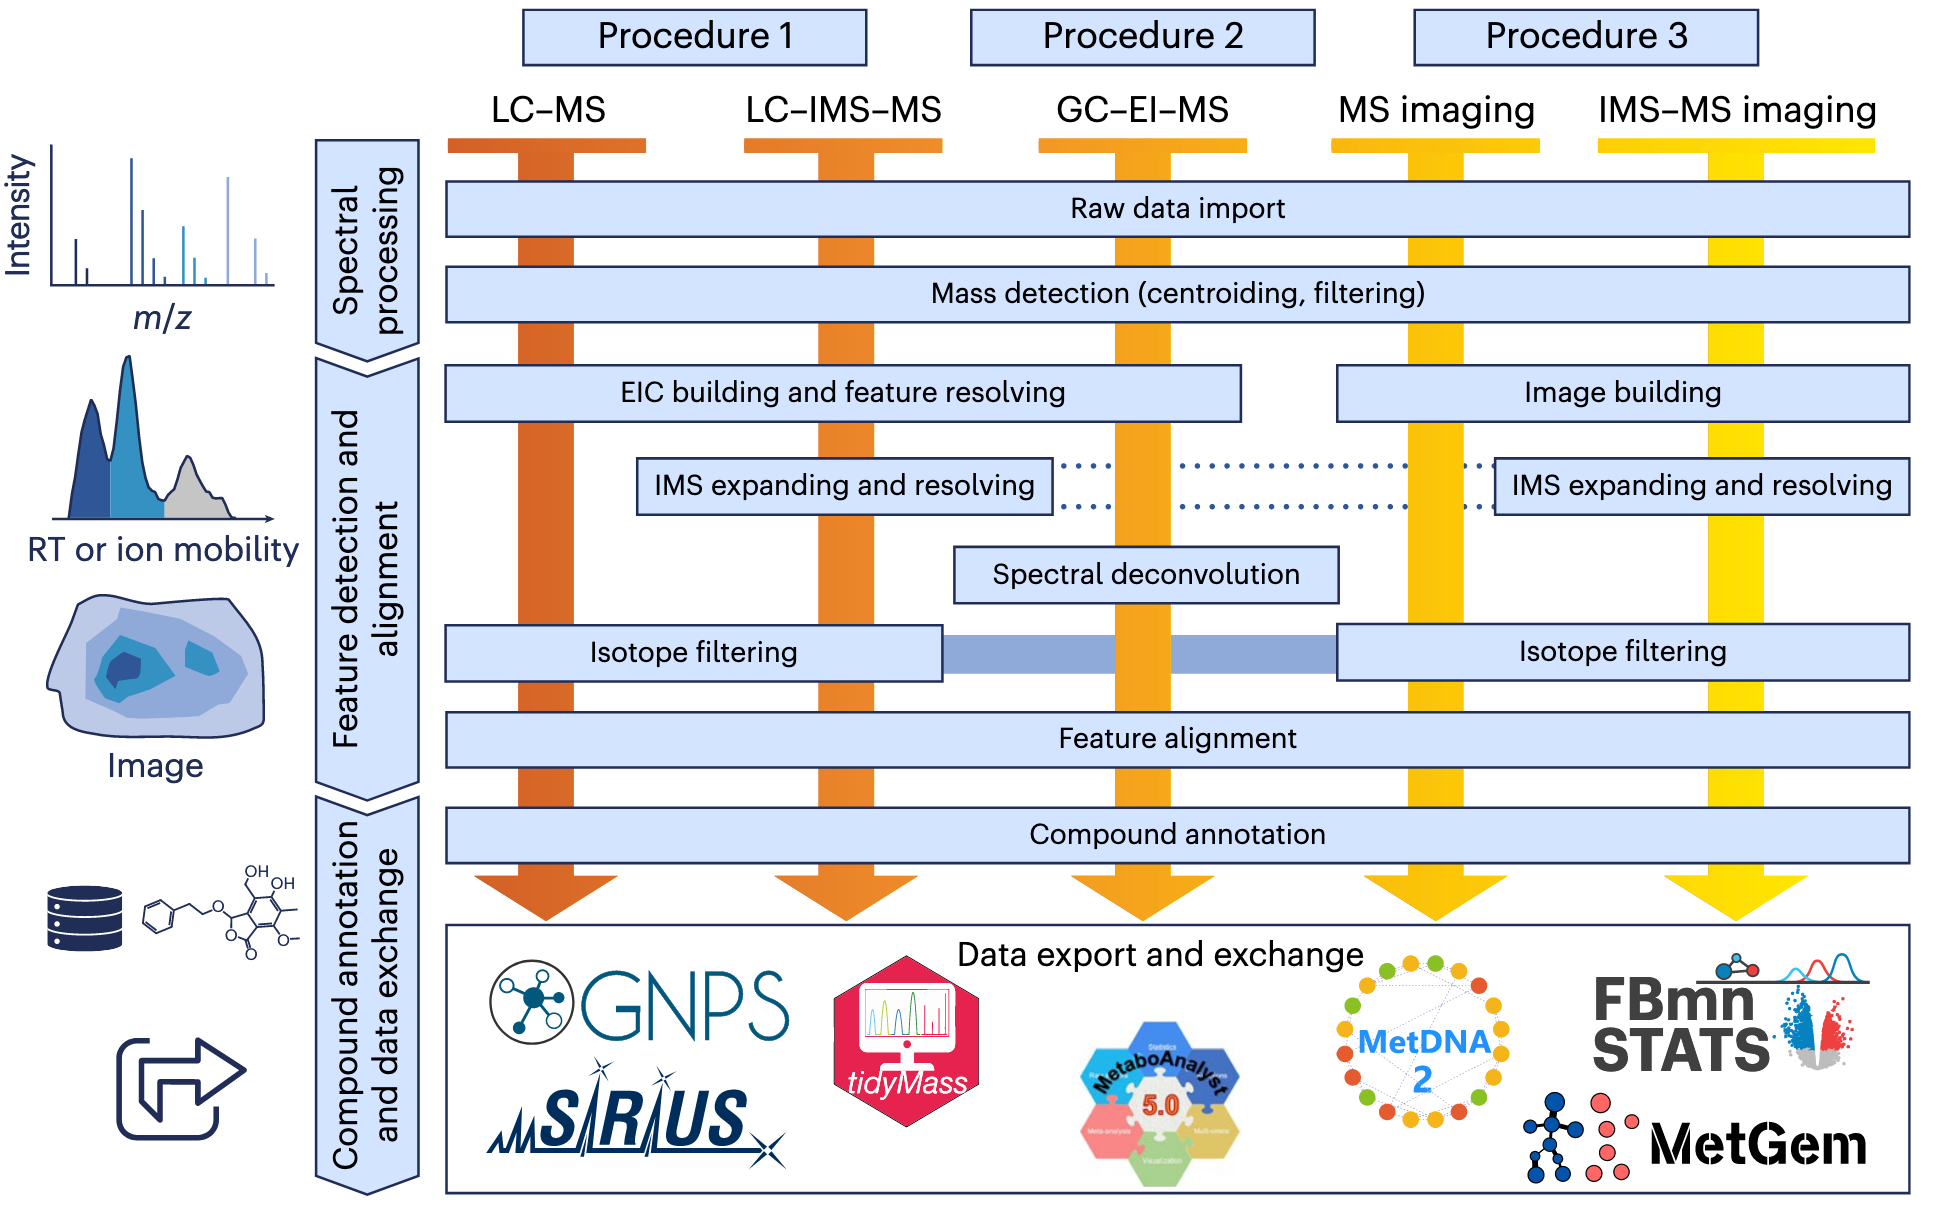 Procedure 1
Procedure 2
Procedure 3
LC–MS
LC–IMS–MS
GC–EI–MS
MS imaging
IMS–MS imaging
Intensity
m/z
Spectral
processing
Raw data import
Mass detection (centroiding, filtering)
RT or ion mobility
Image
Feature detection and
alignment
EIC building and feature resolving
Image building
IMS expanding and resolving
IMS expanding and resolving
Spectral deconvolution
Isotope filtering
Isotope filtering
Feature alignment
OH
OH
O
O
O
O
Compound annotation
and data exchange
Compound annotation
Data export and exchange
GNPS
SIRIUS
tidyMass
Statistics
MetaboAnalyst
5.0
Meta-analysis
Visualization
MetDNA
2
FBmn
STATS
MetGem